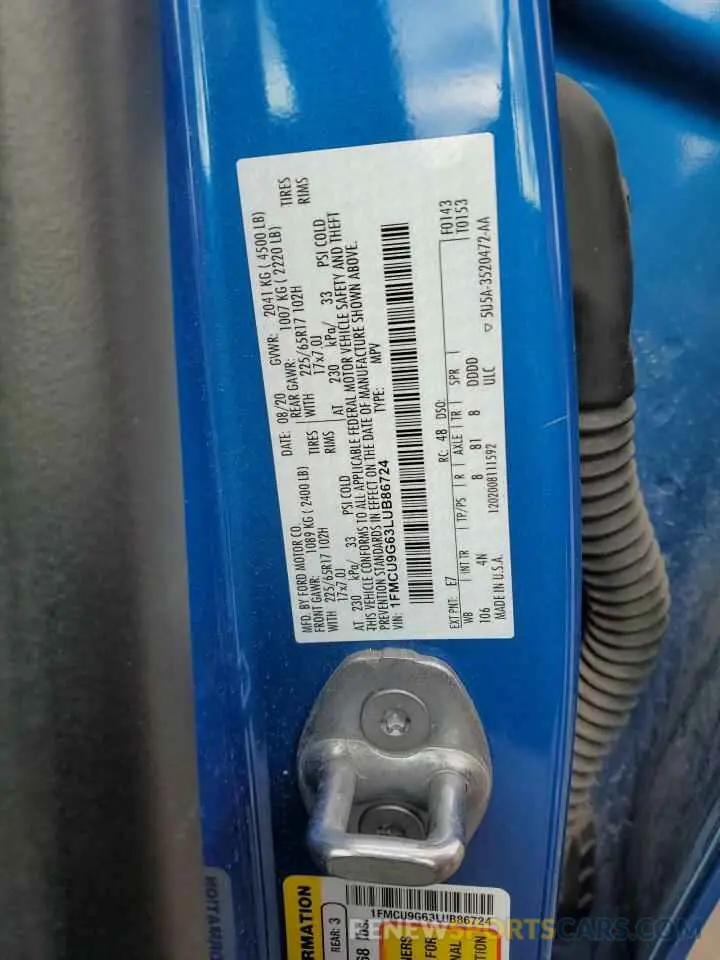 MFD. BY FORD MOTOR CO.
DATE: 08/20 GVWR: 2041 KG ( 4500 LB)
FRONT GAWR: 1089 KG ( 2400 LB) REAR GAWR: 1007 KG ( 2220 LB)
WITH 225/65R17 102H TIRES WITH 225/65R17 102H TIRES
17x7.0J RIMS 17x7.0J RIMS
AT 230 kPa/ 33 PSI COLD AT 230 kPa/ 33 PSI COLD
THIS VEHICLE CONFORMS TO ALL APPLICABLE FEDERAL MOTOR VEHICLE SAFETY AND THEFT
PREVENTION STANDARDS IN EFFECT ON THE DATE OF MANUFACTURE SHOWN ABOVE.
VIN: 1FMCU9G63LUB86724 TYPE: MPV
F0143
EXT PNT: E7 RC: 48 DSO: T0153
WB INT TR TP/PS R AXLE TR SPR
106 4N B B1 B DDDD
MADE IN U.S.A. 1202008111592 ULC ▽ 5U5A-3520472-AA
1FMCU9G63LUB86724
REAR: 3
RENEWSPORTSCARS.COM